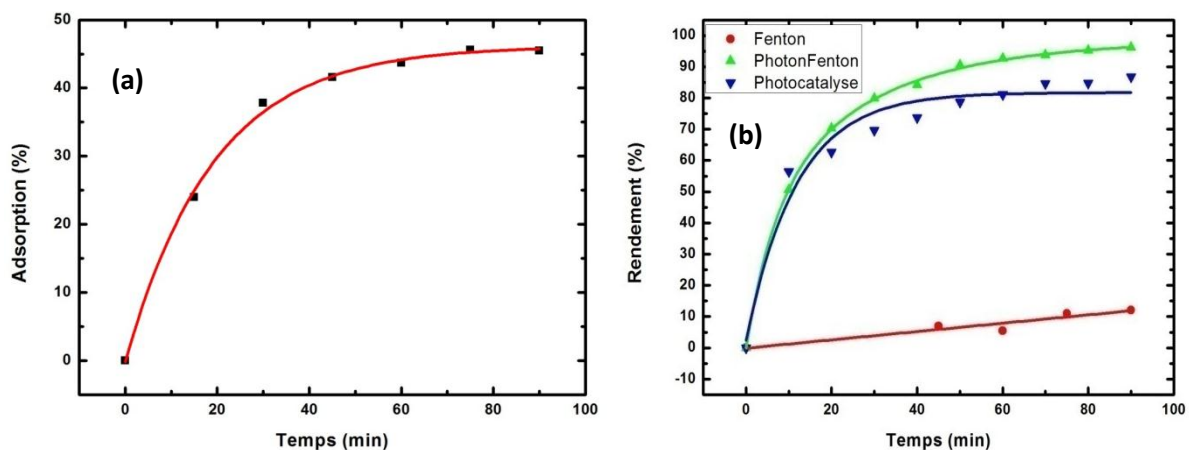 (a)
Adsorption (%)
40
30
20
10
0
0 20 40 60 80 100
Temps (min)
Fenton
PhotonFenton
Photocatalyse
(b)
Rendement (%)
100
90
80
70
60
50
40
30
20
10
0
-10
0 20 40 60 80 100
Temps (min)